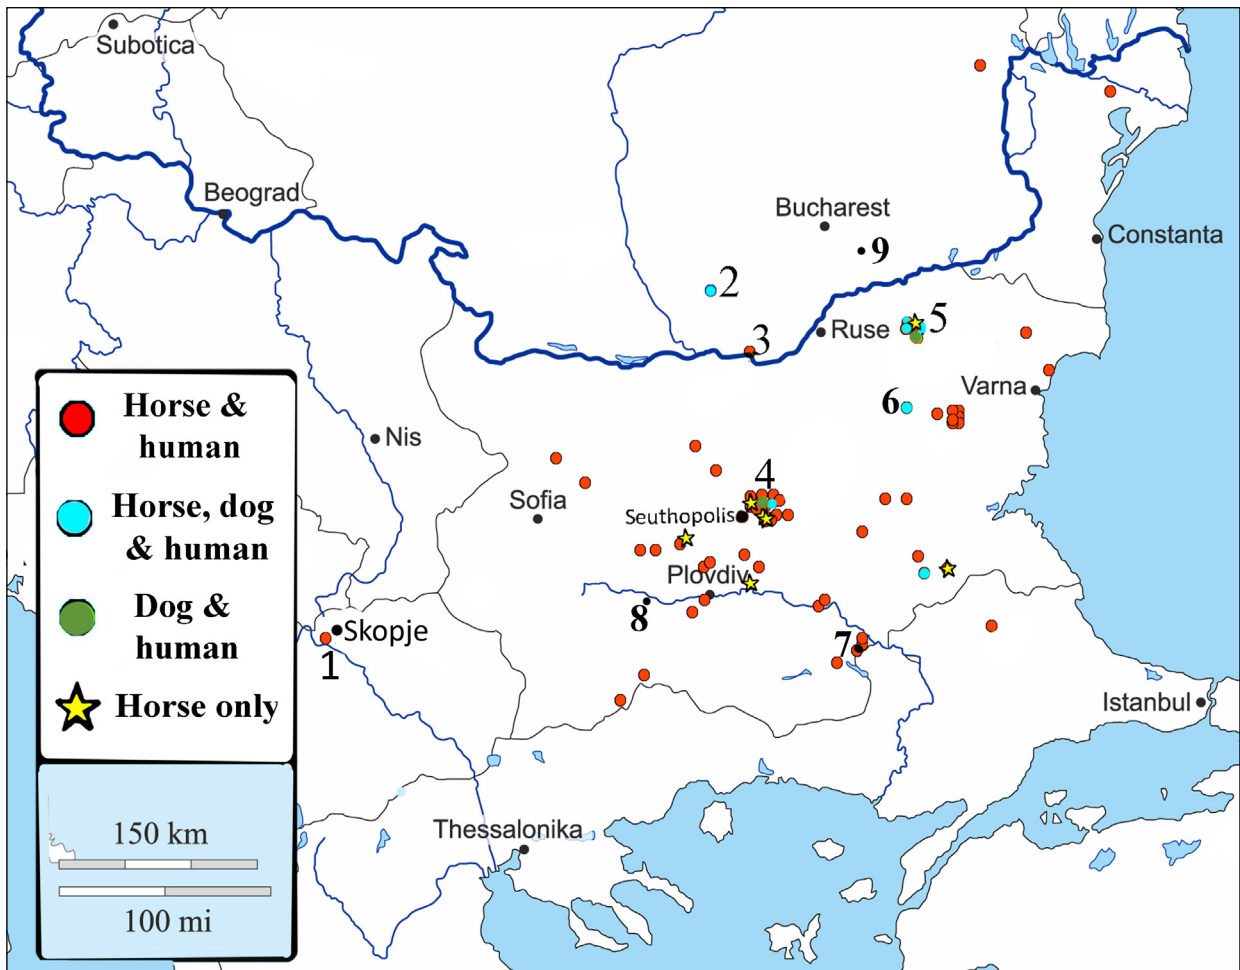 Subotica
Beograd
Bucharest
9
Constanta
2
3
Ruse
5
Varna
6
Nis
4
Sofia
Seuthopolis
Plovdiv
8
7
Skopje
1
Istanbul
Thessalonika
Horse &
human
Horse, dog
& human
Dog &
human
Horse only
150 km
100 mi